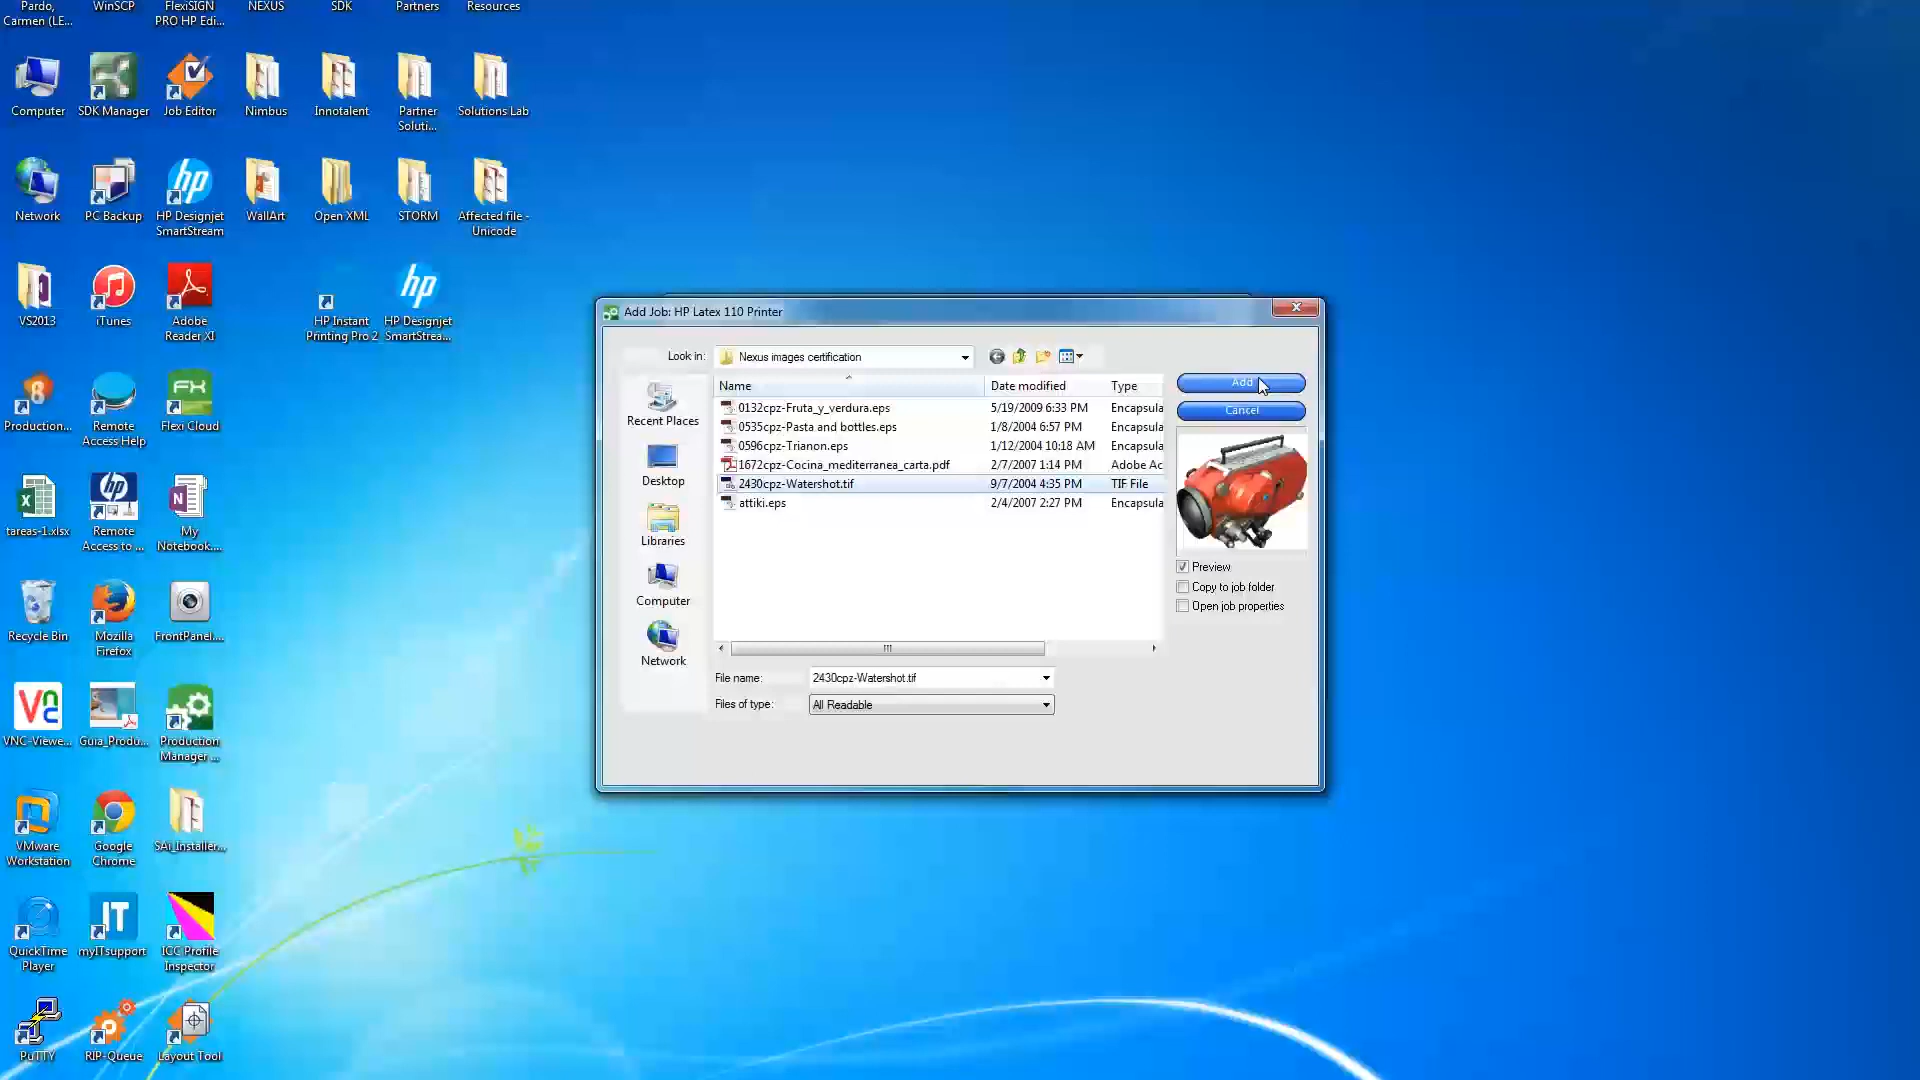 Pardo,
Carmen (LE...
WinSCP
FlexiSIGN
PRO HP Edi...
NEXUS
SDK
Partners
Resources
Computer
SDK Manager
Job Editor
Nimbus
Innotalent
Partner
Soluti...
Solutions Lab
Network
PC Backup
HP Designjet
SmartStream
WallArt
Open XML
STORM
Affected file -
Unicode
VS2013
iTunes
Adobe
Reader XI
HP Instant
Printing Pro 2
HP Designjet
SmartStrea...
Production...
Remote
Access Help
Flexi Cloud
tareas-1.xlsx
Remote
Access to ...
My
Notebook....
Recycle Bin
Mozilla
Firefox
FrontPanel....
VNC-Viewe...
Guia_Produ...
Production
Manager ...
VMware
Workstation
Google
Chrome
SAi_Installer...
QuickTime
Player
myITsupport
ICC Profile
Inspector
PuTTY
RIP-Queue
Layout Tool
Add Job: HP Latex 110 Printer
Look in: Nexus images certification
Recent Places
Desktop
Libraries
Computer
Network
Name Date modified Type
0132cpz-Fruta_y_verdura.eps 5/19/2009 6:33 PM Encapsula
0535cpz-Pasta and bottles.eps 1/8/2004 6:57 PM Encapsula
0596cpz-Trianon.eps 1/12/2004 10:18 AM Encapsula
1672cpz-Cocina_mediterranea_carta.pdf 2/7/2007 1:14 PM Adobe Ac
2430cpz-Watershot.tif 9/7/2004 4:35 PM TIF File
attiki.eps 2/4/2007 2:27 PM Encapsula
File name: 2430cpz-Watershot.tif
Files of type: All Readable
Add
Cancel
Preview
Copy to job folder
Open job properties